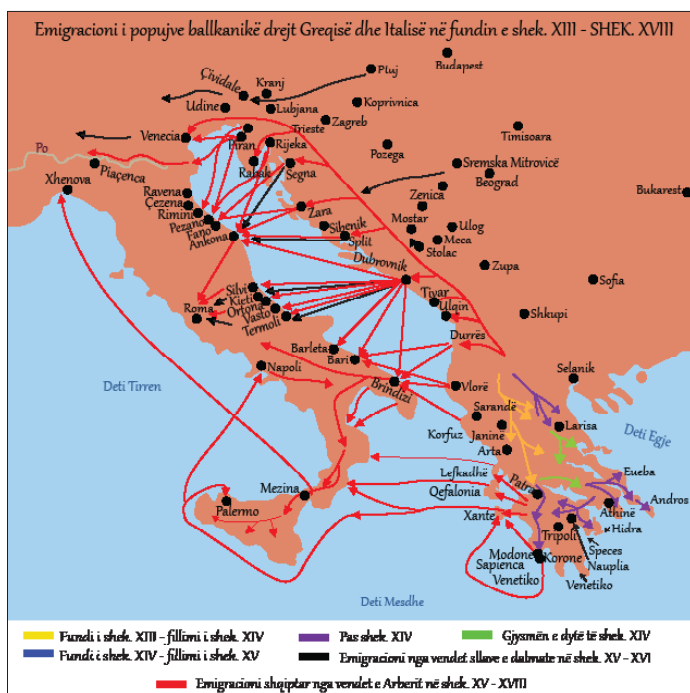 Emigracioni i popujve ballkanikë drejt Greqisë dhe Italisë në fundin e shek. XIII - SHEK. XVIII
Budapest
Pluj
Çividale
Kranj
Koprivnica
Udine
Lubjana
Zagreb
Timisoara
Venecia
Trieste
Piran
Rijeka
Pozega
Po
Piaçenca
Rabak
Segna
Sremska Mitrovicë
Beograd
Xhenova
Zenica
Bukarest
Ravena
Çezena
Rimini
Pezano
Fano
Ankona
Zara
Sibenik
Split
Mostar
Ulog
Meca
Stolac
Dubrovnik
Zupa
Sofia
Silvi
Kieti
Ortona
Vasto
Termoli
Roma
Tivar
Ulqin
Shkupi
Barleta
Bari
Durrës
Napoli
Selanik
Deti Tirren
Brindizi
Vlorë
Sarandë
Larisa
Deti Egje
Korfuz
Janinë
Arta
Lefkadhë
Eueba
Mezina
Qefalonia
Patra
Andros
Palermo
Xante
Athinë
Tripoli
Hidra
Modone
Sapienca
Korone
Speces
Nauplia
Venetiko
Venetiko
Deti Mesdhe
Fundi i shek. XIII - fillimi i shek. XIV
Pas shek. XIV
Gjysmën e dytë të shek. XIV
Fundi i shek. XIV - fillimi i shek. XV
Emigracioni nga vendet sllave e dalmate në shek. XV - XVI
Emigracioni shqiptar nga vendet e Arberit në shek. XV - XVIII